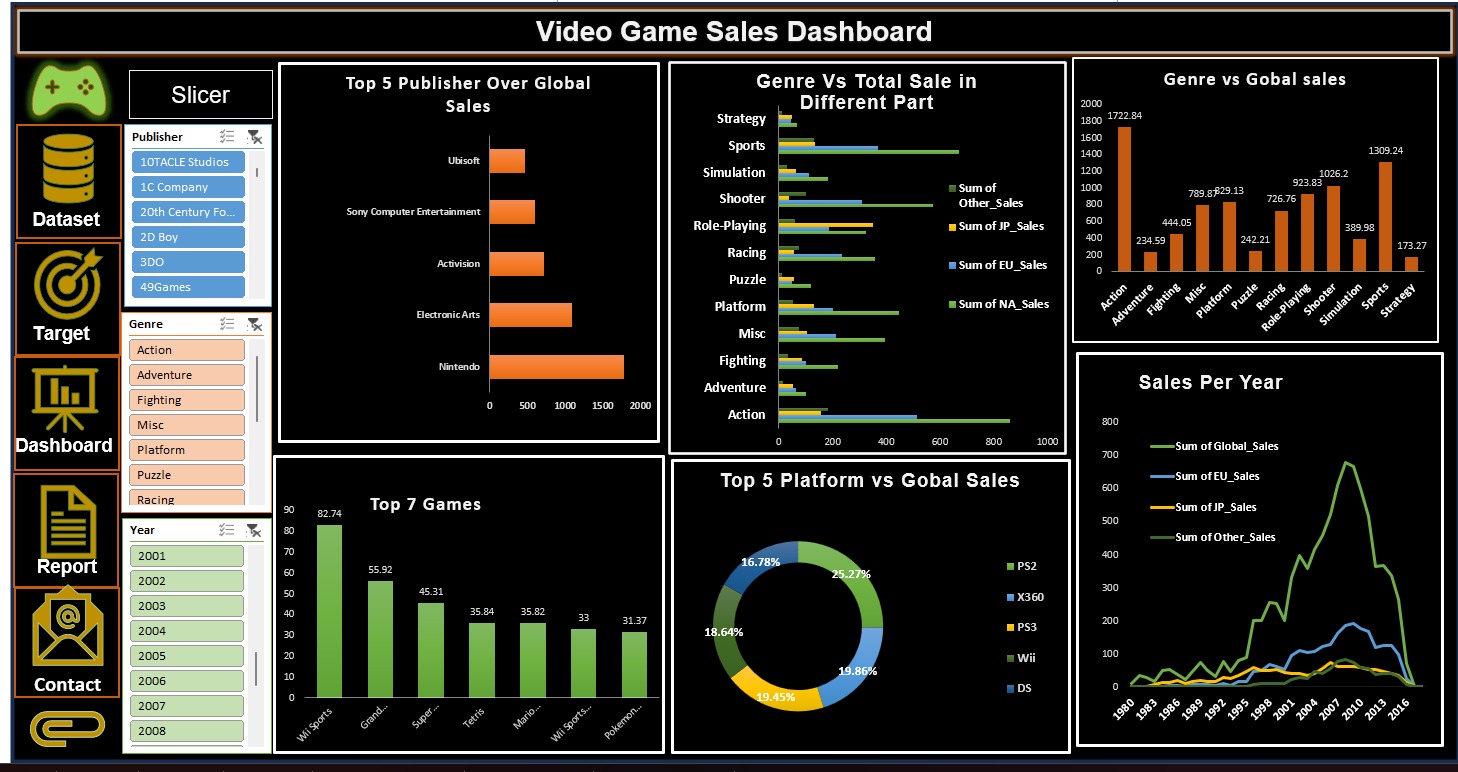 Video Game Sales Dashboard
Dataset
Target
Dashboard
Report
@
Contact
Slicer
Publisher
10TACLE Studios
1C Company
20th Century Fo...
2D Boy
3DO
49Games
Genre
Action
Adventure
Fighting
Misc
Platform
Puzzle
Racing
Year
2001
2002
2003
2004
2005
2006
2007
2008
Top 5 Publisher Over Global
Sales
Ubisoft
Sony Computer Entertainment
Activision
Electronic Arts
Nintendo
0 500 1000 1500 2000
Genre Vs Total Sale in
Different Part
Strategy
Sports
Simulation
Shooter
Role-Playing
Racing
Puzzle
Platform
Misc
Fighting
Adventure
Action
0 200 400 600 800 1000
Sum of
Other_Sales
Sum of JP_Sales
Sum of EU_Sales
Sum of NA_Sales
Genre vs Gobal sales
2000
1800
1600
1400
1200
1000
800
600
400
200
0
1722.84
234.59
444.05
789.87
829.13
242.21
726.76
923.83
1026.2
389.98
1309.24
173.27
Action
Adventure
Fighting
Misc
Platform
Puzzle
Racing
Role-Playing
Shooter
Simulation
Sports
Strategy
Top 7 Games
90
80
70
60
50
40
30
20
10
0
82.74
55.92
45.31
35.84
35.82
33
31.37
Wii Sports
Grand...
Super...
Tetris
Mario...
Wii Sports...
Pokemon...
Top 5 Platform vs Gobal Sales
25.27%
19.86%
19.45%
18.64%
16.78%
PS2
X360
PS3
Wii
DS
Sales Per Year
800
700
600
500
400
300
200
100
0
Sum of Global_Sales
Sum of EU_Sales
Sum of JP_Sales
Sum of Other_Sales
1980
1983
1986
1989
1992
1995
1998
2001
2004
2007
2010
2013
2016